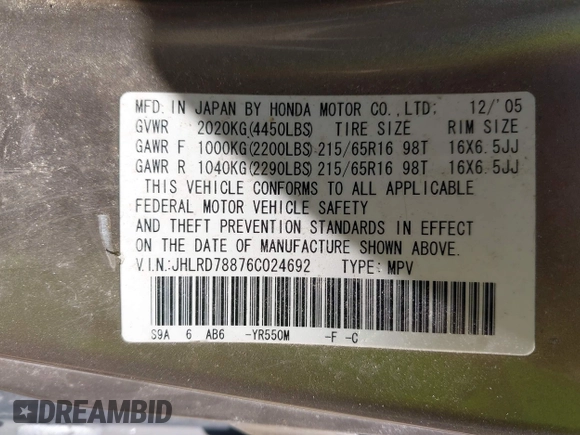 MFD. IN JAPAN BY HONDA MOTOR CO.,LTD. 12/'05
GVWR 2020KG(4450LBS) TIRE SIZE RIM SIZE
GAWR F 1000KG(2200LBS) 215/65R16 98T 16X6.5JJ
GAWR R 1040KG(2290LBS) 215/65R16 98T 16X6.5JJ
THIS VEHICLE CONFORMS TO ALL APPLICABLE
FEDERAL MOTOR VEHICLE SAFETY
AND THEFT PREVENTION STANDARDS IN EFFECT
ON THE DATE OF MANUFACTURE SHOWN ABOVE.
V.I.N.:JHLRD78876C024692 TYPE: MPV
S9A 6 AB6 -YR550M -F -C
DREAMBID